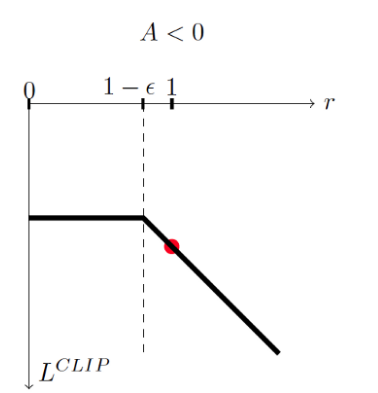 A < 0
0 1 − ϵ 1
r
L^{CLIP}